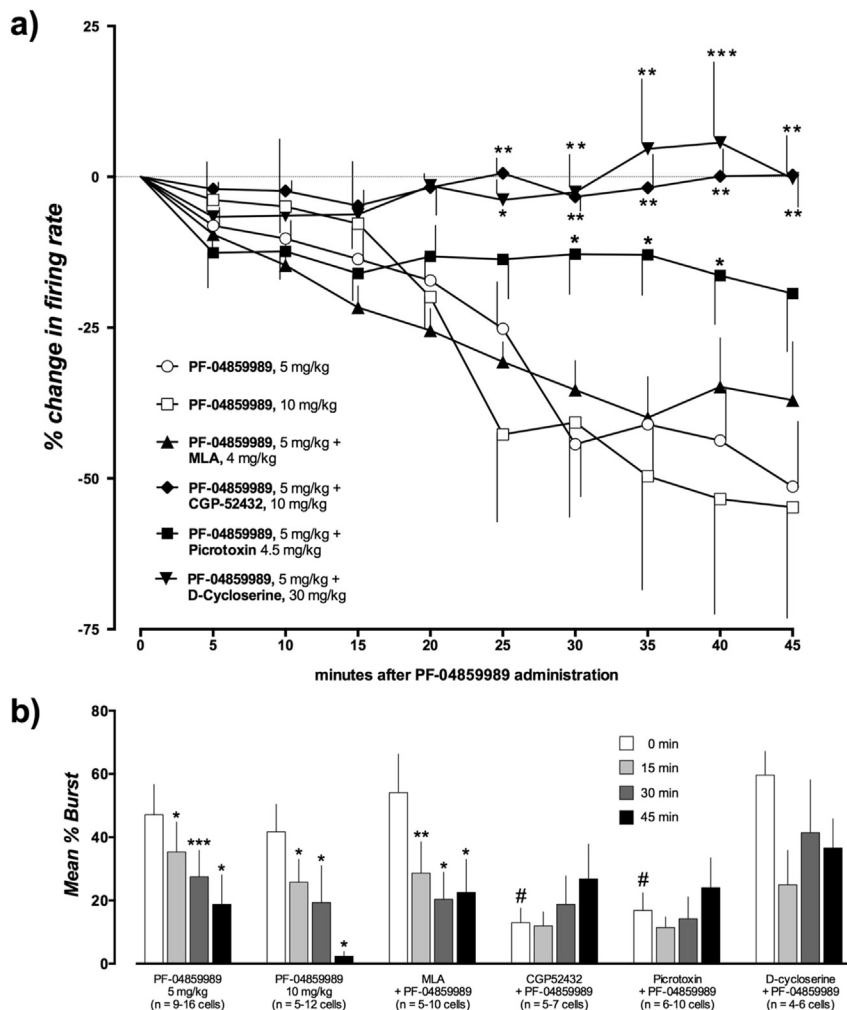 a)
25
0
-25
-50
-75
% change in firing rate
**
***
**
**
**
*
**
**
**
**
*
*
*
PF-04859989, 5 mg/kg
PF-04859989, 10 mg/kg
PF-04859989, 5 mg/kg +
MLA, 4 mg/kg
PF-04859989, 5 mg/kg +
CGP-52432, 10 mg/kg
PF-04859989, 5 mg/kg +
Picrotoxin 4.5 mg/kg
PF-04859989, 5 mg/kg +
D-Cycloserine, 30 mg/kg
0 5 10 15 20 25 30 35 40 45
minutes after PF-04859989 administration
b)
80
60
40
20
0
Mean % Burst
0 min
15 min
30 min
45 min
* *** *
* * *
** * *
#
#
PF-04859989 PF-04859989 MLA CGP52432 Picrotoxin D-cycloserine
5 mg/kg 10 mg/kg + PF-04859989 + PF-04859989 + PF-04859989 + PF-04859989
(n = 9-16 cells) (n = 5-12 cells) (n = 5-10 cells) (n = 5-7 cells) (n = 6-10 cells) (n = 4-6 cells)